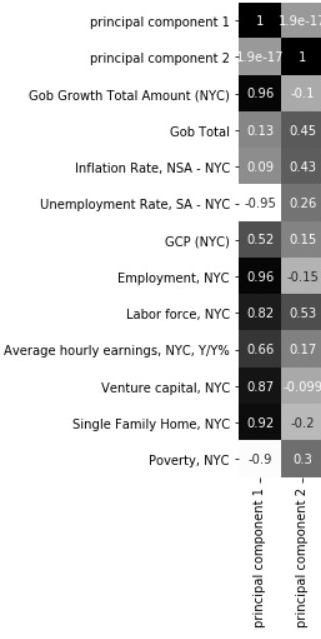 principal component 1 - 1 1.9e-17
principal component 2 - 1.9e-17 1
Gob Growth Total Amount (NYC) - 0.96 -0.1
Gob Total - 0.13 0.45
Inflation Rate, NSA - NYC - 0.09 0.43
Unemployment Rate, SA - NYC - -0.95 0.26
GCP (NYC) - 0.52 0.15
Employment, NYC - 0.96 -0.15
Labor force, NYC - 0.82 0.53
Average hourly earnings, NYC, Y/Y% - 0.66 0.17
Venture capital, NYC - 0.87 -0.099
Single Family Home, NYC - 0.92 -0.2
Poverty, NYC - -0.9 0.3
principal component 1 -
principal component 2 -